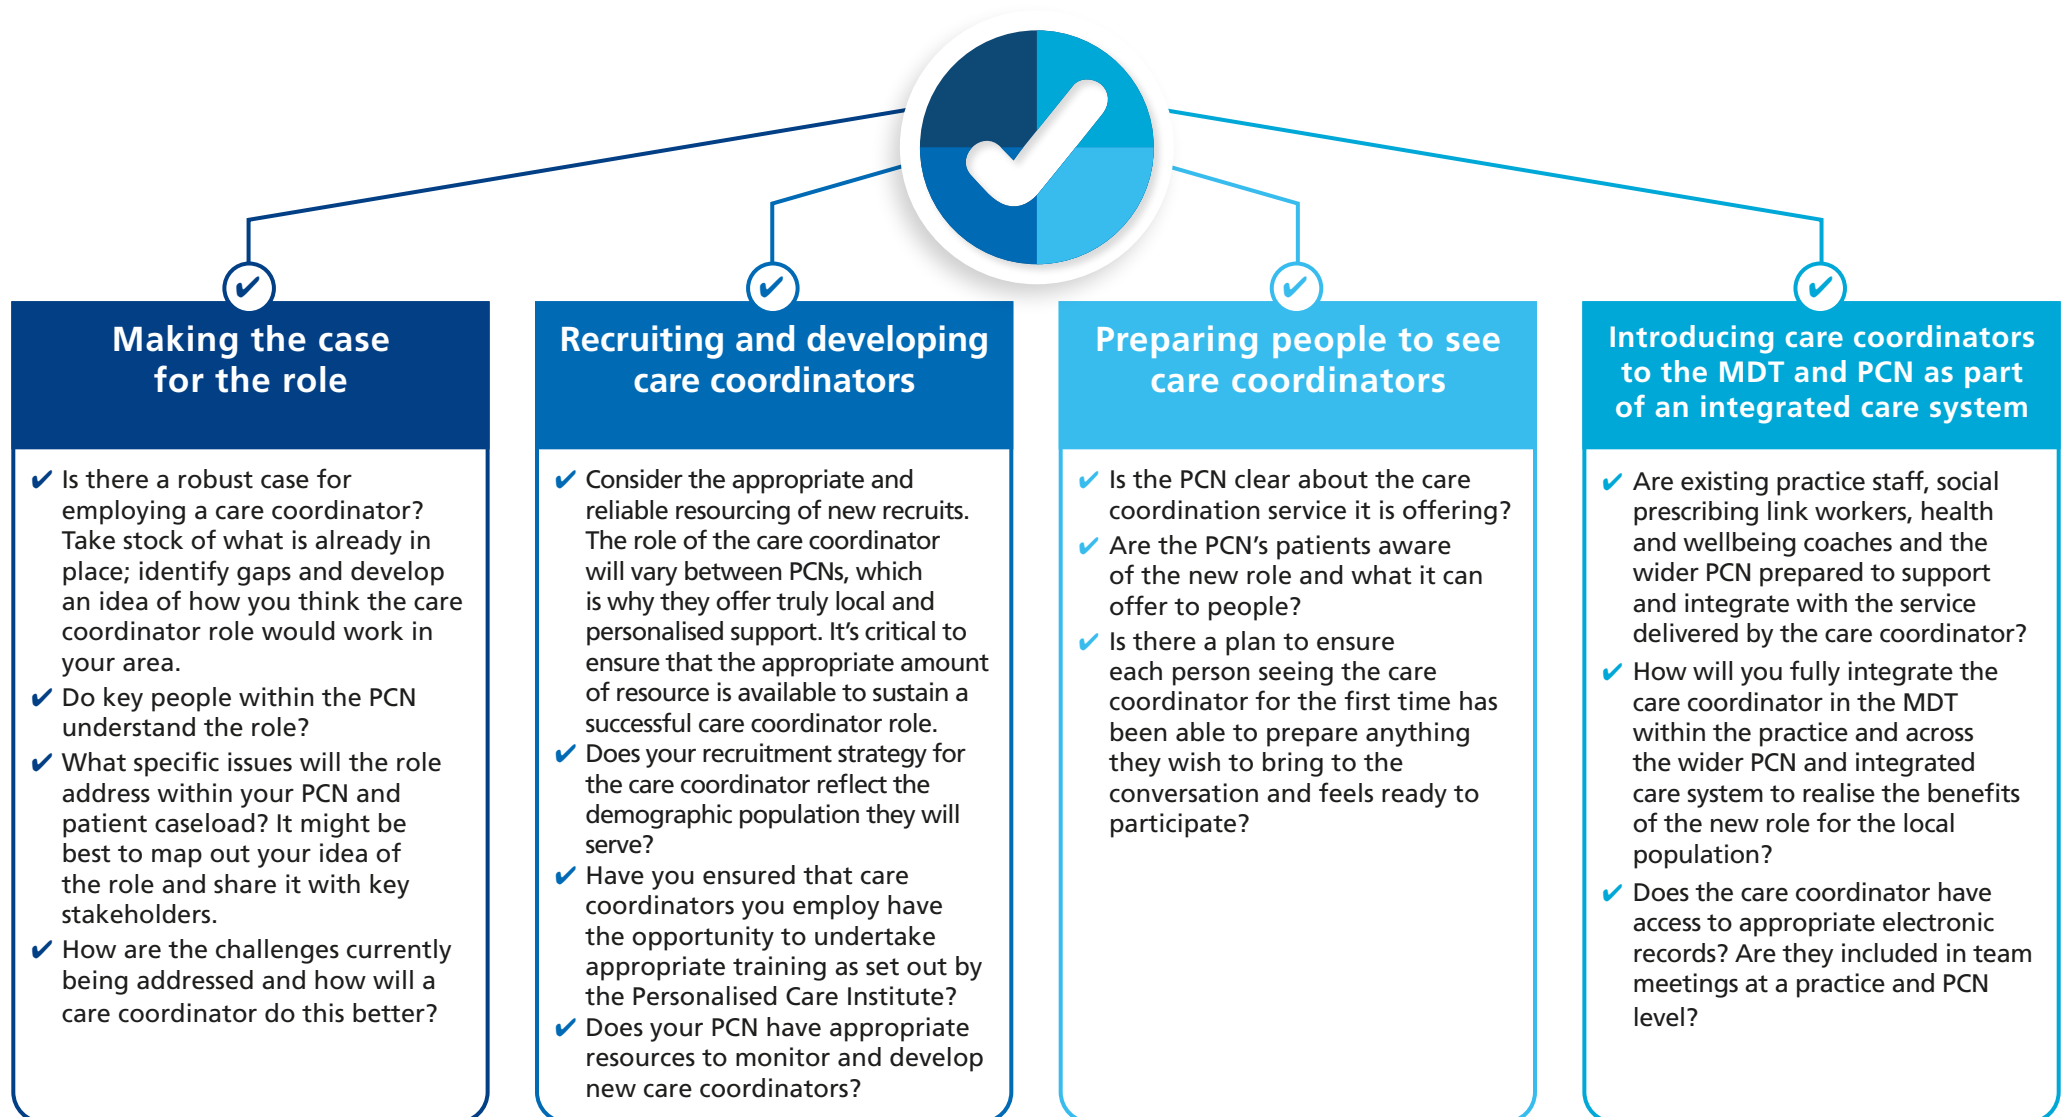 Making the case
for the role
✔ Is there a robust case for
employing a care coordinator?
Take stock of what is already in
place; identify gaps and develop
an idea of how you think the care
coordinator role would work in
your area.
✔ Do key people within the PCN
understand the role?
✔ What specific issues will the role
address within your PCN and
patient caseload? It might be
best to map out your idea of
the role and share it with key
stakeholders.
✔ How are the challenges currently
being addressed and how will a
care coordinator do this better?
Recruiting and developing
care coordinators
✔ Consider the appropriate and
reliable resourcing of new recruits.
The role of the care coordinator
will vary between PCNs, which
is why they offer truly local and
personalised support. It’s critical to
ensure that the appropriate amount
of resource is available to sustain a
successful care coordinator role.
✔ Does your recruitment strategy for
the care coordinator reflect the
demographic population they will
serve?
✔ Have you ensured that care
coordinators you employ have
the opportunity to undertake
appropriate training as set out by
the Personalised Care Institute?
✔ Does your PCN have appropriate
resources to monitor and develop
new care coordinators?
Preparing people to see
care coordinators
✔ Is the PCN clear about the care
coordination service it is offering?
✔ Are the PCN’s patients aware
of the new role and what it can
offer to people?
✔ Is there a plan to ensure
each person seeing the care
coordinator for the first time has
been able to prepare anything
they wish to bring to the
conversation and feels ready to
participate?
Introducing care coordinators
to the MDT and PCN as part
of an integrated care system
✔ Are existing practice staff, social
prescribing link workers, health
and wellbeing coaches and the
wider PCN prepared to support
and integrate with the service
delivered by the care coordinator?
✔ How will you fully integrate the
care coordinator in the MDT
within the practice and across
the wider PCN and integrated
care system to realise the benefits
of the new role for the local
population?
✔ Does the care coordinator have
access to appropriate electronic
records? Are they included in team
meetings at a practice and PCN
level?